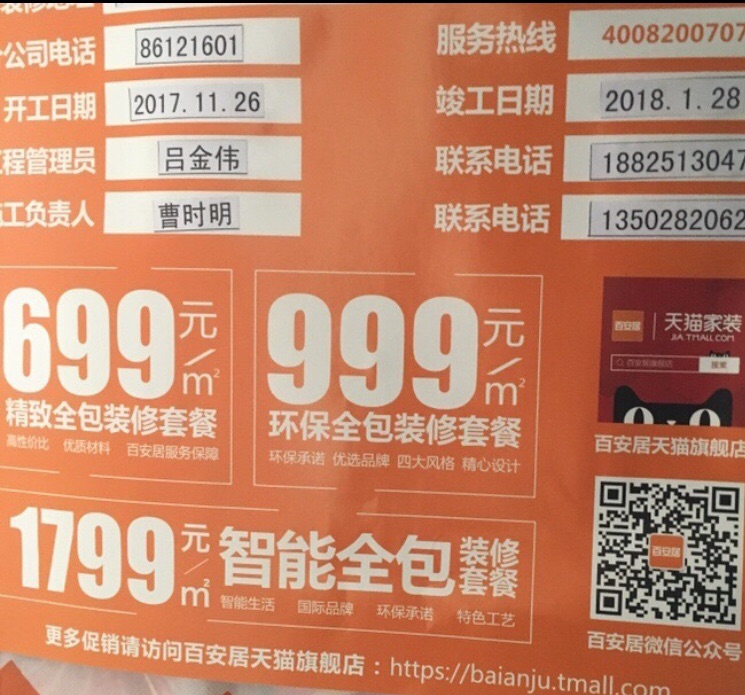 公司电话 86121601 服务热线 4008200707
开工日期 2017.11.26 竣工日期 2018.1.28
程管理员 吕金伟 联系电话 1882513047
工负责人 曹时明 联系电话 1350282062
699元/m²
精致全包装修套餐
高性价比 优质材料 百安居服务保障
999元/m²
环保全包装修套餐
环保承诺 优选品牌 四大风格 精心设计
百安居 天猫家装
JIA.TMALL.COM
百安居旗舰店 搜索
百安居天猫旗舰店
1799元/m² 智能全包装修套餐
智能生活 国际品牌 环保承诺 特色工艺
百安居
百安居微信公众号
更多促销请访问百安居天猫旗舰店：https://baianju.tmall.com